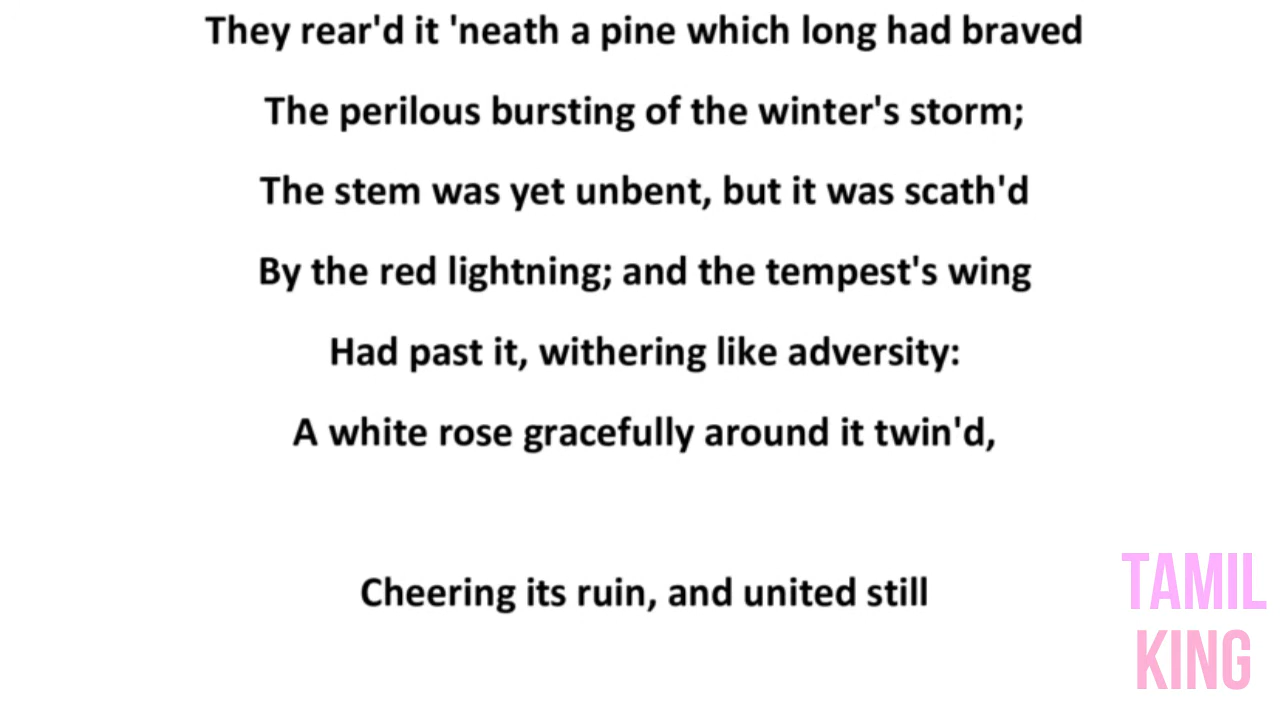 They rear'd it 'neath a pine which long had braved
The perilous bursting of the winter's storm;
The stem was yet unbent, but it was scath'd
By the red lightning; and the tempest's wing
Had past it, withering like adversity:
A white rose gracefully around it twin'd,
Cheering its ruin, and united still
TAMIL
KING